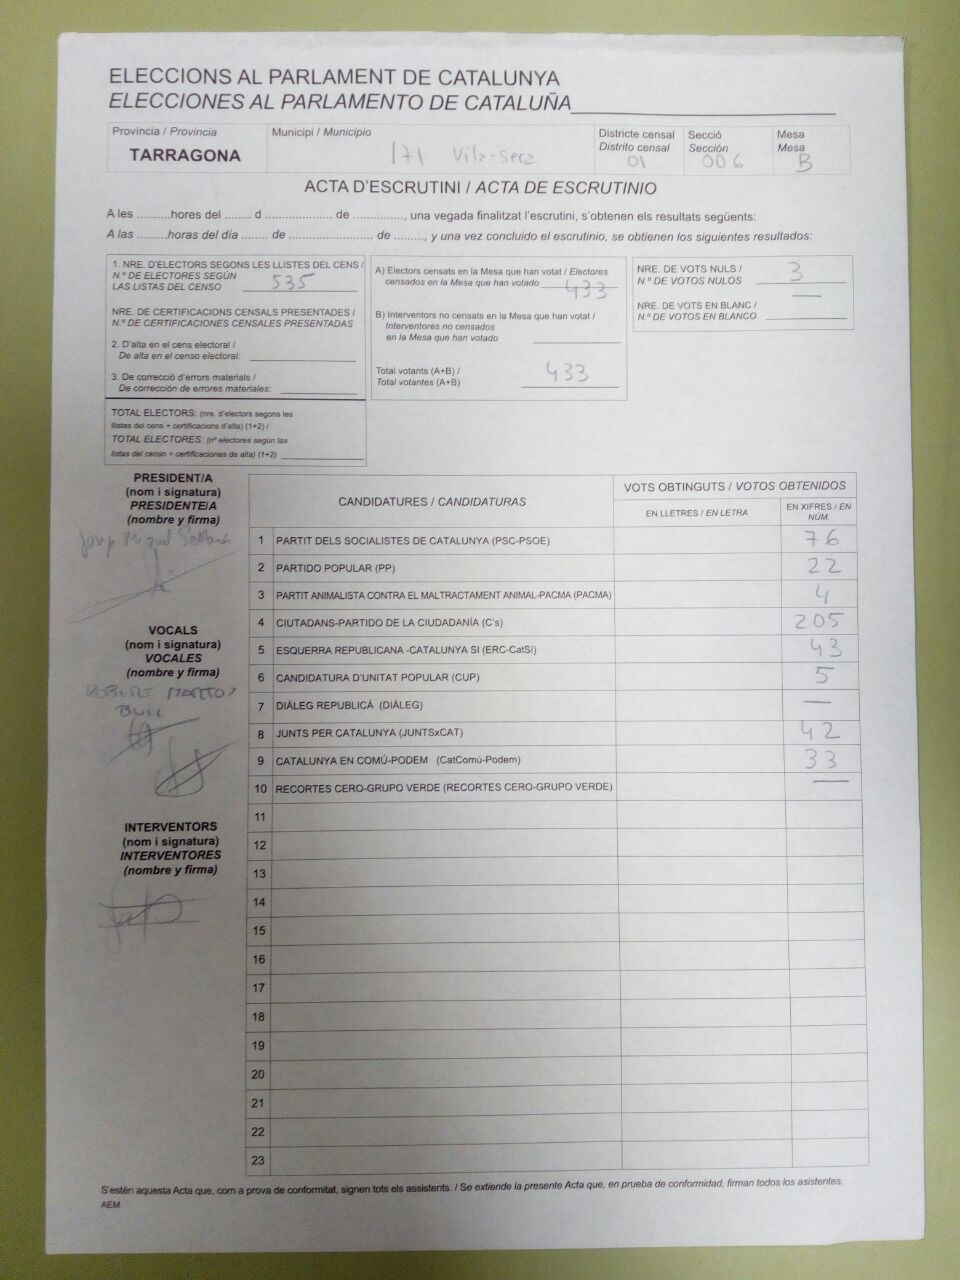 ELECCIONS AL PARLAMENT DE CATALUNYA
ELECCIONES AL PARLAMENTO DE CATALUÑA
Província / Provincia
TARRAGONA
Municipi / Municipio
171 Vila-seca
Districte censal
Distrito censal
01
Secció
Sección
006
Mesa
Mesa
B
ACTA D'ESCRUTINI / ACTA DE ESCRUTINIO
A les ..........hores del ........ d .................... de ..............., una vegada finalitzat l'escrutini, s'obtenen els resultats següents:
A las .........horas del día ........ de .......................... de ........., y una vez concluido el escrutinio, se obtienen los siguientes resultados:
1. NRE. D'ELECTORS SEGONS LES LLISTES DEL CENS /
N.º DE ELECTORES SEGÚN
LAS LISTAS DEL CENSO 535
NRE. DE CERTIFICACIONS CENSALS PRESENTADES /
N.º DE CERTIFICACIONES CENSALES PRESENTADAS
2. D'alta en el cens electoral /
De alta en el censo electoral:
3. De correcció d'errors materials /
De corrección de errores materiales:
TOTAL ELECTORS: (nre. d'electors segons les
llistes del cens + certificacions d'alta) (1+2) /
TOTAL ELECTORES: (nº electores según las
listas del censo + certificaciones de alta) (1+2)
A) Electors censats en la Mesa que han votat / Electores
censados en la Mesa que han votado 433
B) Interventors no censats en la Mesa que han votat /
Interventores no censados
en la Mesa que han votado
Total votants (A+B) /
Total votantes (A+B) 433
NRE. DE VOTS NULS /
N.º DE VOTOS NULOS 3
NRE. DE VOTS EN BLANC /
N.º DE VOTOS EN BLANCO —
PRESIDENT/A
(nom i signatura)
PRESIDENTE/A
(nombre y firma)
Josep Miquel
VOCALS
(nom i signatura)
VOCALES
(nombre y firma)
ROBERT
INTERVENTORS
(nom i signatura)
INTERVENTORES
(nombre y firma)
CANDIDATURES / CANDIDATURAS
VOTS OBTINGUTS / VOTOS OBTENIDOS
EN LLETRES / EN LETRA
EN XIFRES / EN NÚM.
1 PARTIT DELS SOCIALISTES DE CATALUNYA (PSC-PSOE) 76
2 PARTIDO POPULAR (PP) 22
3 PARTIT ANIMALISTA CONTRA EL MALTRACTAMENT ANIMAL-PACMA (PACMA) 4
4 CIUTADANS-PARTIDO DE LA CIUDADANÍA (C's) 205
5 ESQUERRA REPUBLICANA -CATALUNYA SÍ (ERC-CatSí) 43
6 CANDIDATURA D'UNITAT POPULAR (CUP) 5
7 DIÀLEG REPUBLICÀ (DIÀLEG) —
8 JUNTS PER CATALUNYA (JUNTSxCAT) 42
9 CATALUNYA EN COMÚ-PODEM (CatComú-Podem) 33
10 RECORTES CERO-GRUPO VERDE (RECORTES CERO-GRUPO VERDE) —
11
12
13
14
15
16
17
18
19
20
21
22
23
S'estén aquesta Acta que, com a prova de conformitat, signen tots els assistents. / Se extiende la presente Acta que, en prueba de conformidad, firman todos los asistentes.
AEM